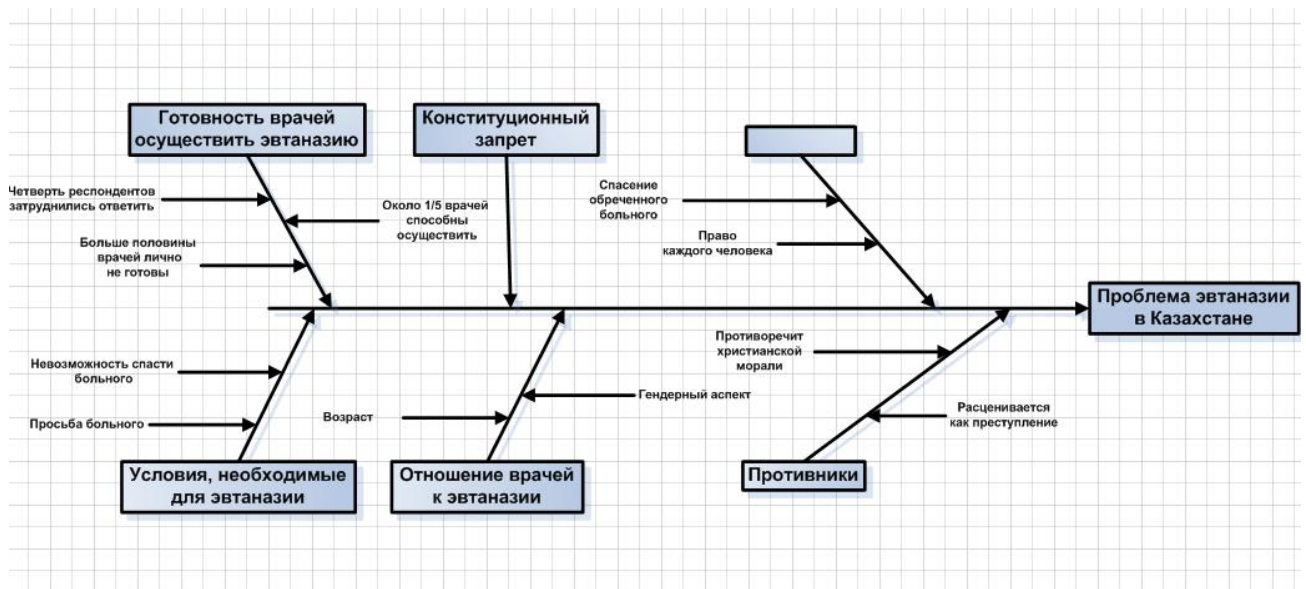 Готовность врачей
осуществить эвтаназию
Конституционный
запрет
Четверть респондентов
затруднились ответить
Около 1/5 врачей
способны
осуществить
Больше половины
врачей лично
не готовы
Спасение
обреченного
больного
Право
каждого человека
Проблема эвтаназии
в Казахстане
Невозможность спасти
больного
Просьба больного
Возраст
Гендерный аспект
Противоречит
христианской
морали
Расценивается
как преступление
Условия, необходимые
для эвтаназии
Отношение врачей
к эвтаназии
Противники